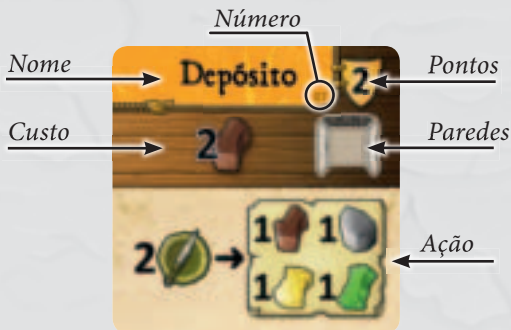 Número
Nome
Depósito
2
Pontos
Custo
2
Paredes
2
1 1
1 1
Ação